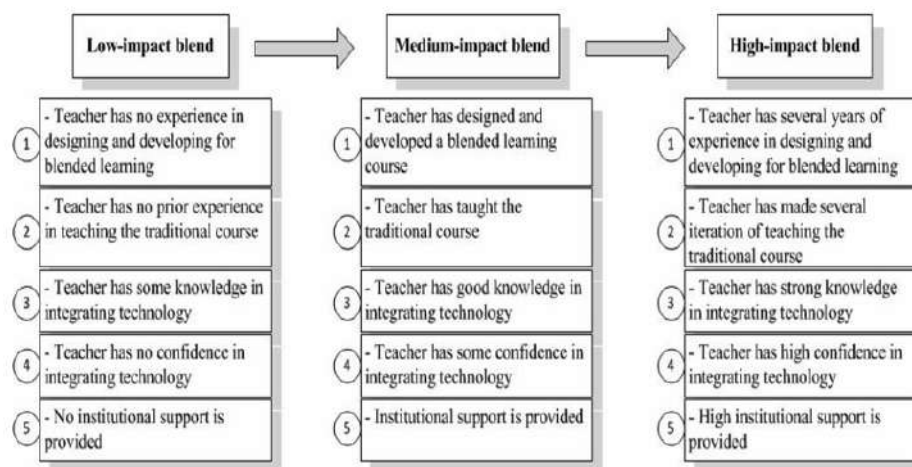 Low-impact blend
Medium-impact blend
High-impact blend
1
- Teacher has no experience in
designing and developing for
blended learning
2
- Teacher has no prior experience
in teaching the traditional course
3
- Teacher has some knowledge in
integrating technology
4
- Teacher has no confidence in
integrating technology
5
- No institutional support is
provided
1
- Teacher has designed and
developed a blended learning
course
2
- Teacher has taught the
traditional course
3
- Teacher has good knowledge in
integrating technology
4
- Teacher has some confidence in
integrating technology
5
- Institutional support is provided
1
- Teacher has several years of
experience in designing and
developing for blended learning
2
- Teacher has made several
iteration of teaching the
traditional course
3
- Teacher has strong knowledge
in integrating technology
4
- Teacher has high confidence in
integrating technology
5
- High institutional support is
provided